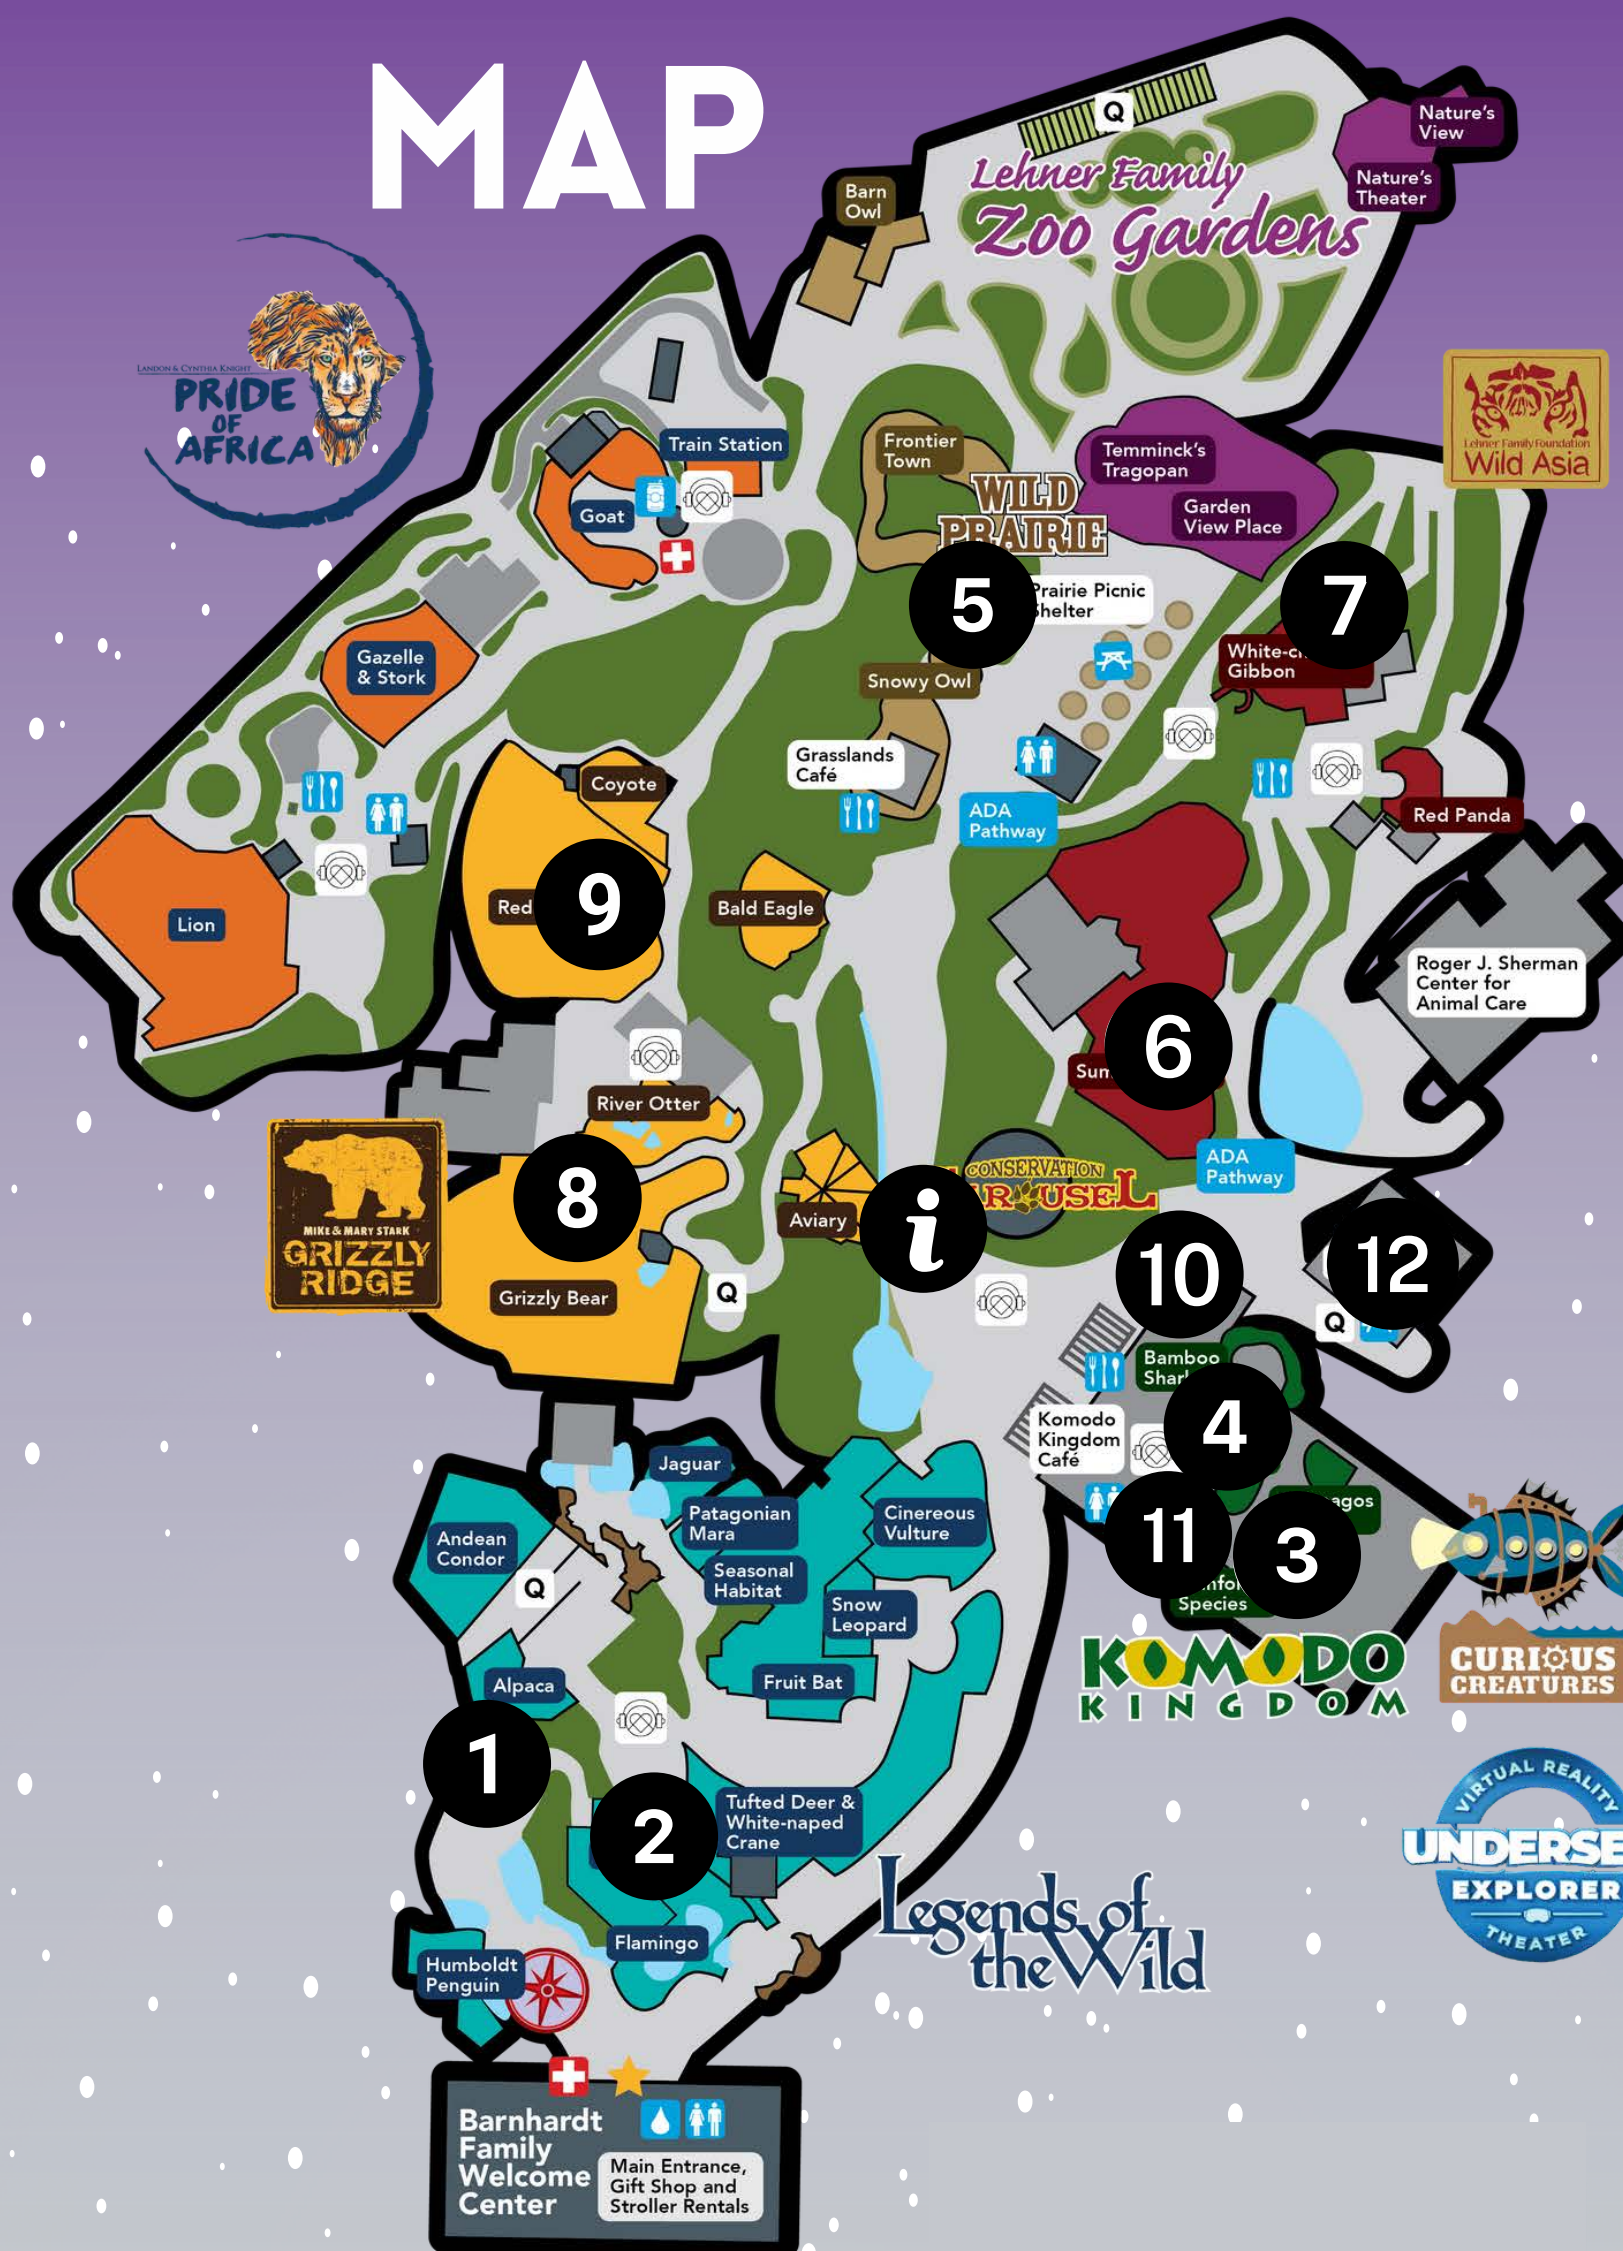 MAP
Q
Nature's
View
Nature's
Theater
Lehner Family
Zoo Gardens
Barn
Owl
LANDON & CYNTHIA KNIGHT
PRIDE
OF
AFRICA
Lehner Family Foundation
Wild Asia
Train Station
Goat
Frontier
Town
WILD
PRAIRIE
Temminck's
Tragopan
Garden
View Place
5
Prairie Picnic
Shelter
7
Gibbon
Gazelle
& Stork
Snowy Owl
Grasslands
Café
ADA
Pathway
Coyote
Red Panda
Red
9
Bald Eagle
Lion
Roger J. Sherman
Center for
Animal Care
6
River Otter
MIKE & MARY STARK
GRIZZLY
RIDGE
8
Grizzly Bear
Aviary
i
CONSERVATION
ADA
Pathway
Q
10
12
Q
Bamboo
4
Komodo
Kingdom
Café
11
3
Species
KOMODO
KINGDOM
CURIOUS
CREATURES
Jaguar
Patagonian
Mara
Cinereous
Vulture
Andean
Condor
Q
Seasonal
Habitat
Snow
Leopard
Alpaca
Fruit Bat
1
2
Tufted Deer &
White-naped
Crane
VIRTUAL REALITY
EXPLORER
THEATER
Legends of
the Wild
Flamingo
Humboldt
Penguin
Barnhardt
Family
Welcome
Center
Main Entrance,
Gift Shop and
Stroller Rentals